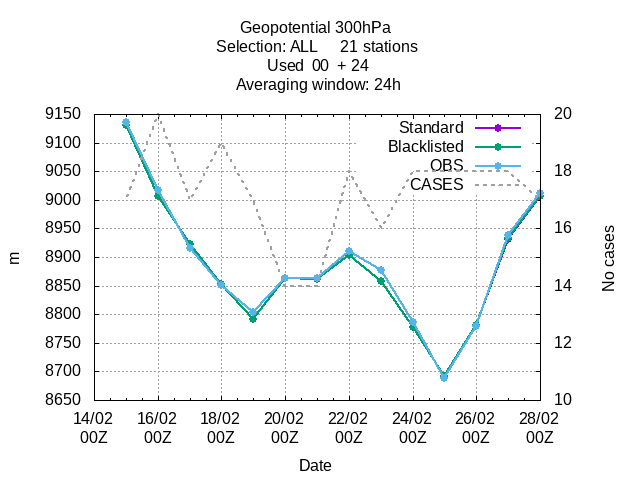 Geopotential 300hPa
Selection: ALL     21 stations
Used  00  + 24
Averaging window: 24h
9150
9100
9050
9000
8950
8900
8850
8800
8750
8700
8650
20
18
16
14
12
10
Standard
Blacklisted
OBS
CASES
m
No cases
14/02 16/02 18/02 20/02 22/02 24/02 26/02 28/02
00Z 00Z 00Z 00Z 00Z 00Z 00Z 00Z
Date